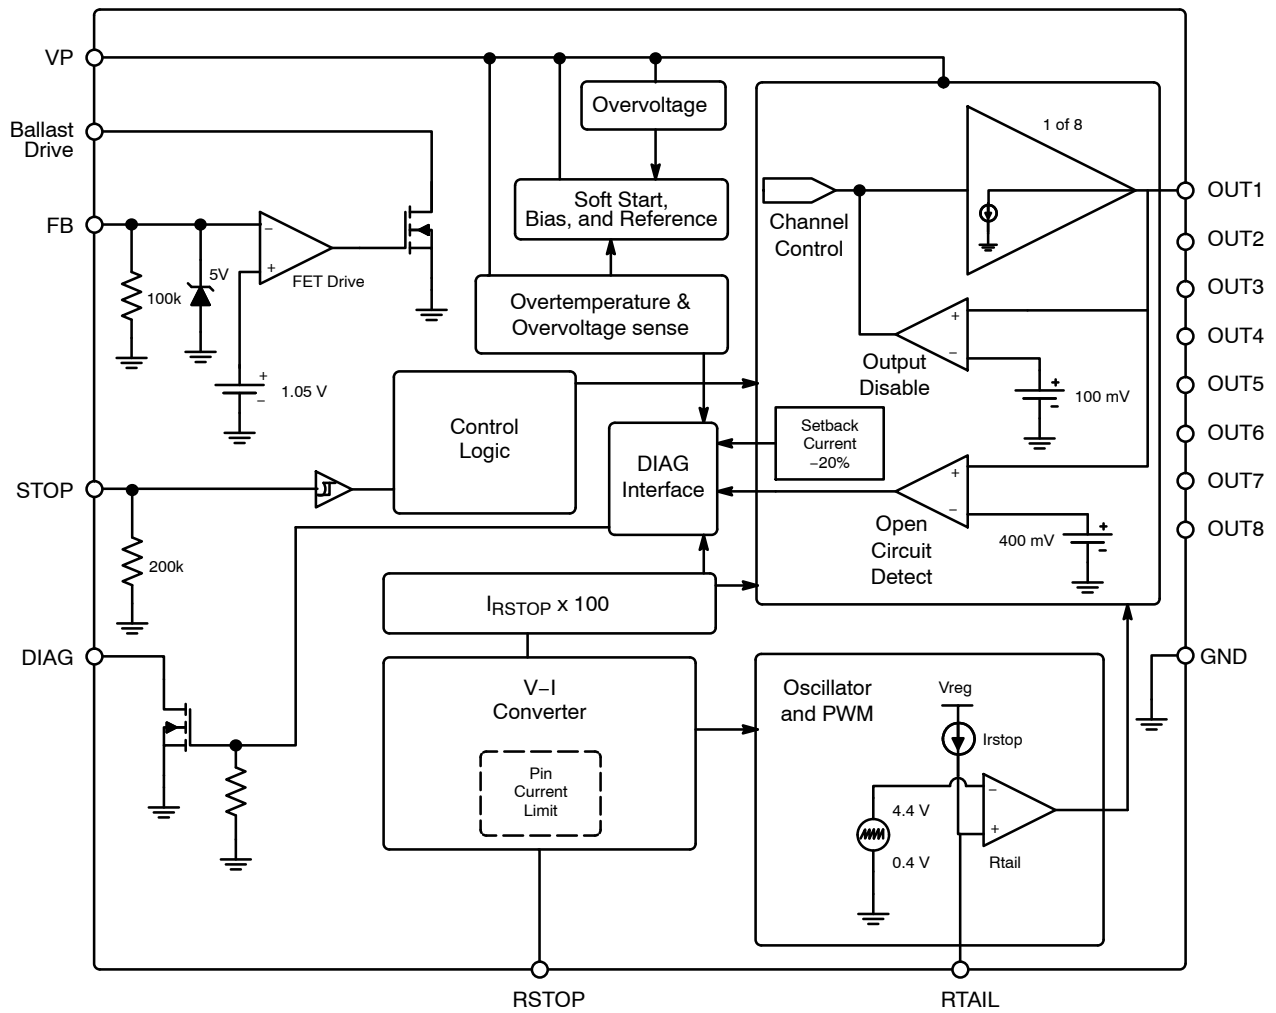 VP
Overvoltage
1 of 8
Ballast
Drive
Soft Start,
Bias, and Reference
Channel
Control
OUT1
FB
−
+
FET Drive
5V
100k
1.05 V
+
−
Overtemperature &
Overvoltage sense
OUT2
OUT3
+
−
Output
Disable
+
−
100 mV
OUT4
OUT5
Control
Logic
Setback
Current
−20%
DIAG
Interface
OUT6
STOP
200k
+
−
Open
Circuit
Detect
400 mV
+
−
OUT7
OUT8
IRSTOP x 100
DIAG
GND
V−I
Converter
Pin
Current
Limit
Oscillator
and PWM
Vreg
Irstop
4.4 V
0.4 V
−
+
Rtail
RSTOP
RTAIL